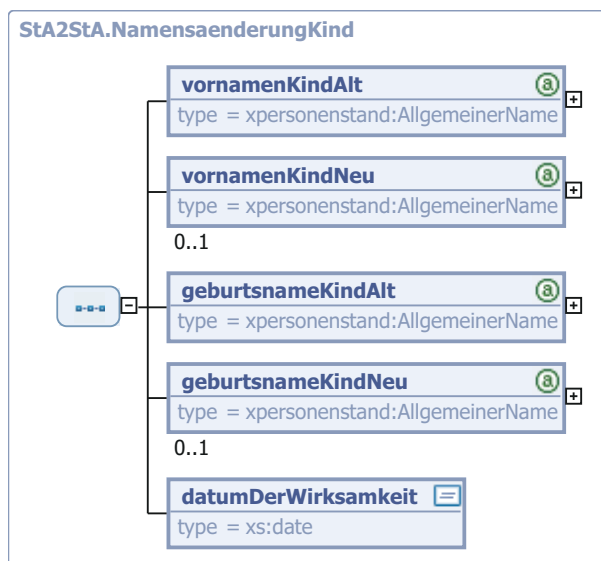 StA2StA.NamensaenderungKind
vornamenKindAlt
type = xpersonenstand:AllgemeinerName
vornamenKindNeu
type = xpersonenstand:AllgemeinerName
0..1
geburtsnameKindAlt
type = xpersonenstand:AllgemeinerName
geburtsnameKindNeu
type = xpersonenstand:AllgemeinerName
0..1
datumDerWirksamkeit
type = xs:date